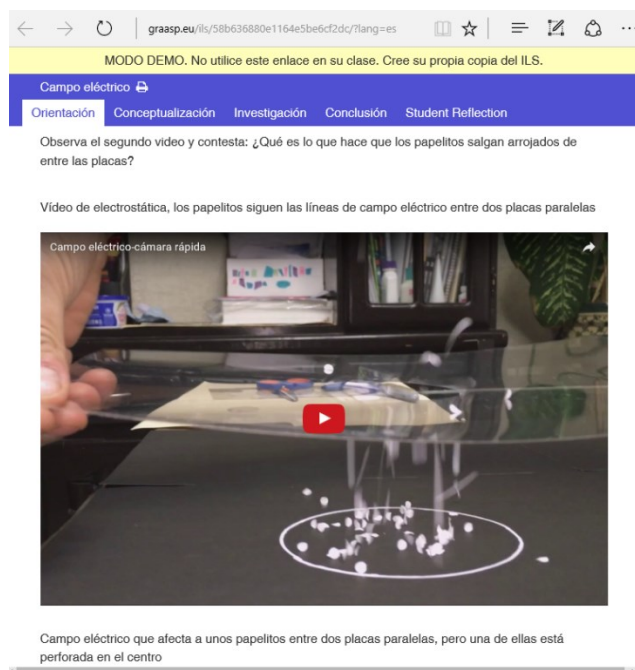 graasp.eu/ils/58b636880e1164e5be6cf2dc/?lang=es
MODO DEMO. No utilice este enlace en su clase. Cree su propia copia del ILS.
Campo eléctrico
Orientación Conceptualización Investigación Conclusión Student Reflection
Observa el segundo video y contesta: ¿Qué es lo que hace que los papelitos salgan arrojados de
entre las placas?
Vídeo de electrostática, los papelitos siguen las líneas de campo eléctrico entre dos placas paralelas
Campo eléctrico-cámara rápida
Campo eléctrico que afecta a unos papelitos entre dos placas paralelas, pero una de ellas está
perforada en el centro